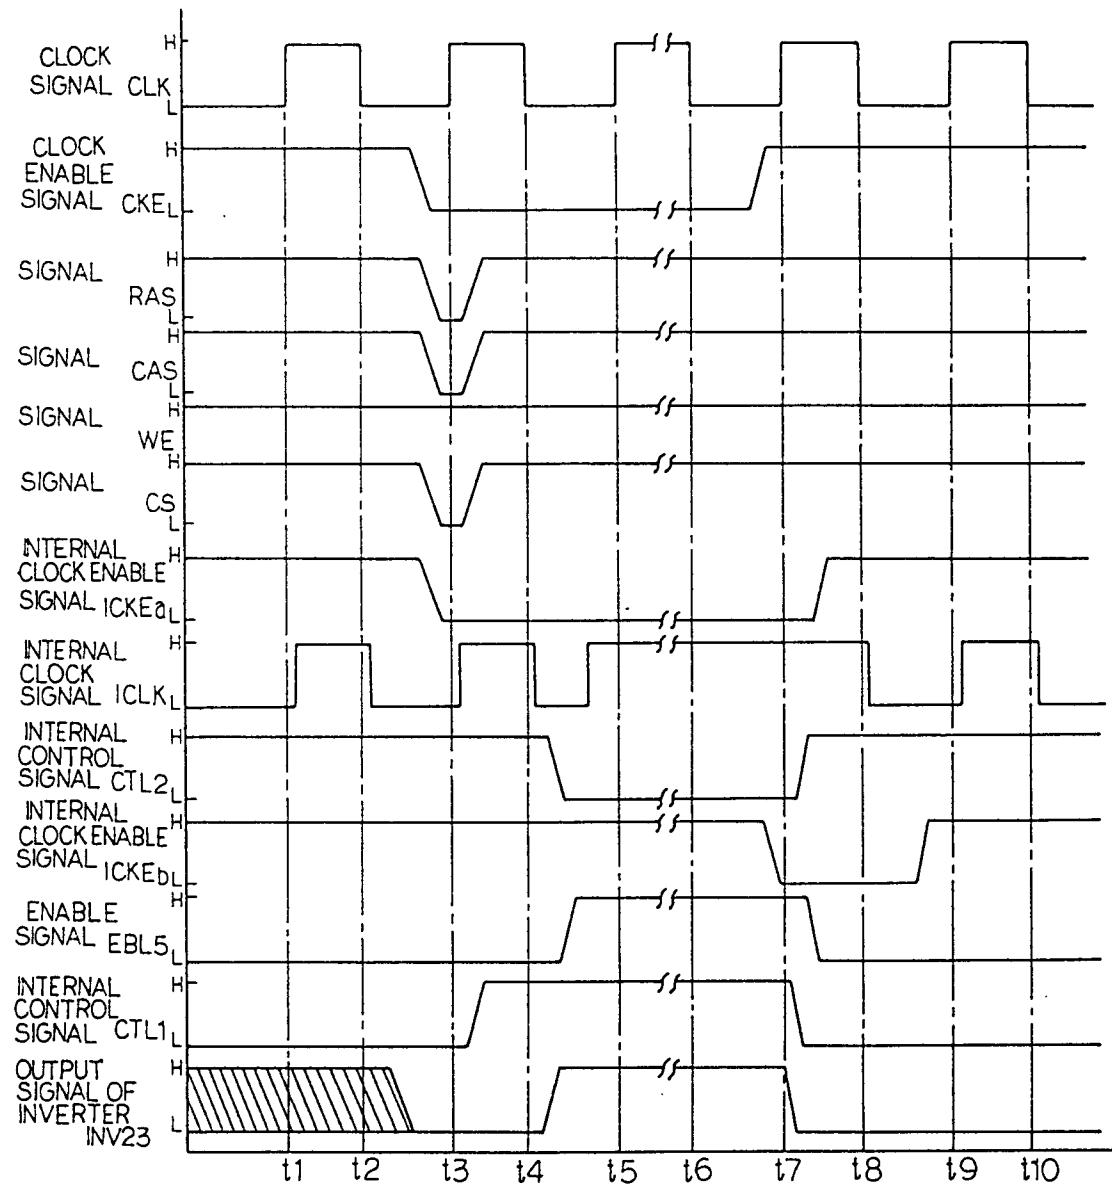 H
CLOCK
SIGNAL CLK
L
CLOCK
ENABLE
SIGNAL CKE
H
L
SIGNAL
RAS
H
L
SIGNAL
CAS
H
L
SIGNAL
WE
H
L
SIGNAL
CS
H
L
INTERNAL
CLOCK ENABLE
SIGNAL ICKEa
H
L
INTERNAL
CLOCK
SIGNAL ICLK
H
L
INTERNAL
CONTROL
SIGNAL CTL2
H
L
INTERNAL
CLOCK ENABLE
SIGNAL ICKEb
H
L
ENABLE
SIGNAL EBL5
H
L
INTERNAL
CONTROL
SIGNAL CTL1
H
L
OUTPUT
SIGNAL OF
INVERTER
INV23
H
L
t1 t2 t3 t4 t5 t6 t7 t8 t9 t10